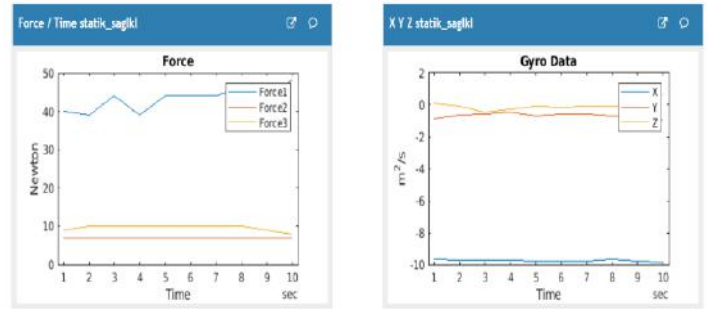 Force / Time statik_saglkl
Force
Newton
50
40
30
20
10
0
1 2 3 4 5 6 7 8 9 10
Time
sec
Force1
Force2
Force3
X Y Z statik_saglkl
Gyro Data
m²/s
2
0
-2
-4
-6
-8
-10
1 2 3 4 5 6 7 8 9 10
Time
sec
X
Y
Z